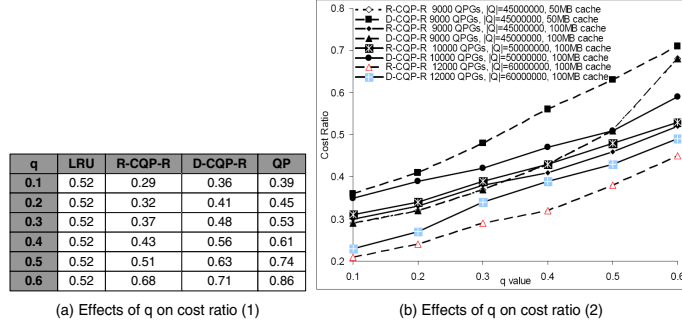 q LRU R-CQP-R D-CQP-R QP
0.1 0.52 0.29 0.36 0.39
0.2 0.52 0.32 0.41 0.45
0.3 0.52 0.37 0.48 0.53
0.4 0.52 0.43 0.56 0.61
0.5 0.52 0.51 0.63 0.74
0.6 0.52 0.68 0.71 0.86
(a) Effects of q on cost ratio (1)
0.8
0.7
0.6
0.5
0.4
0.3
0.2
Cost Ratio
R-CQP-R 9000 QPGs, |Q|=45000000, 50MB cache
D-CQP-R 9000 QPGs, |Q|=45000000, 50MB cache
R-CQP-R 9000 QPGs, |Q|=45000000, 100MB cache
D-CQP-R 9000 QPGs, |Q|=45000000, 100MB cache
R-CQP-R 10000 QPGs, |Q|=50000000, 100MB cache
D-CQP-R 10000 QPGs, |Q|=50000000, 100MB cache
R-CQP-R 12000 QPGs, |Q|=60000000, 100MB cache
D-CQP-R 12000 QPGs, |Q|=60000000, 100MB cache
0.1 0.2 0.3 0.4 0.5 0.6
q value
(b) Effects of q on cost ratio (2)